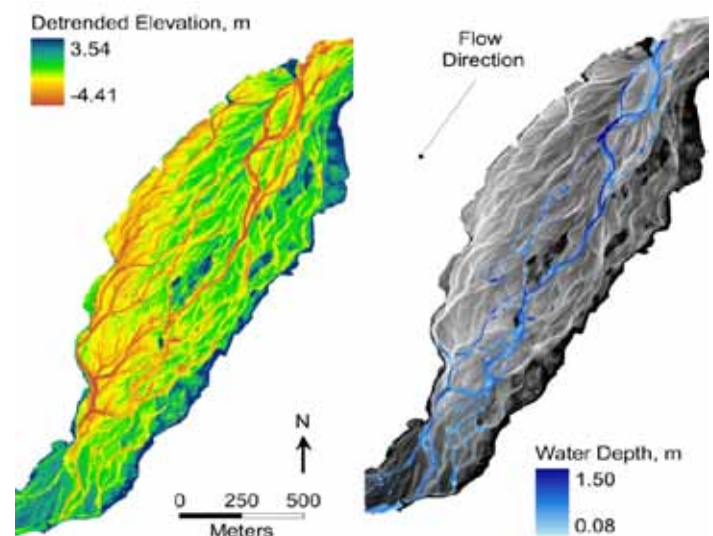 Detrended Elevation, m
3.54
-4.41
Flow
Direction
N
0 250 500
Meters
Water Depth, m
1.50
0.08